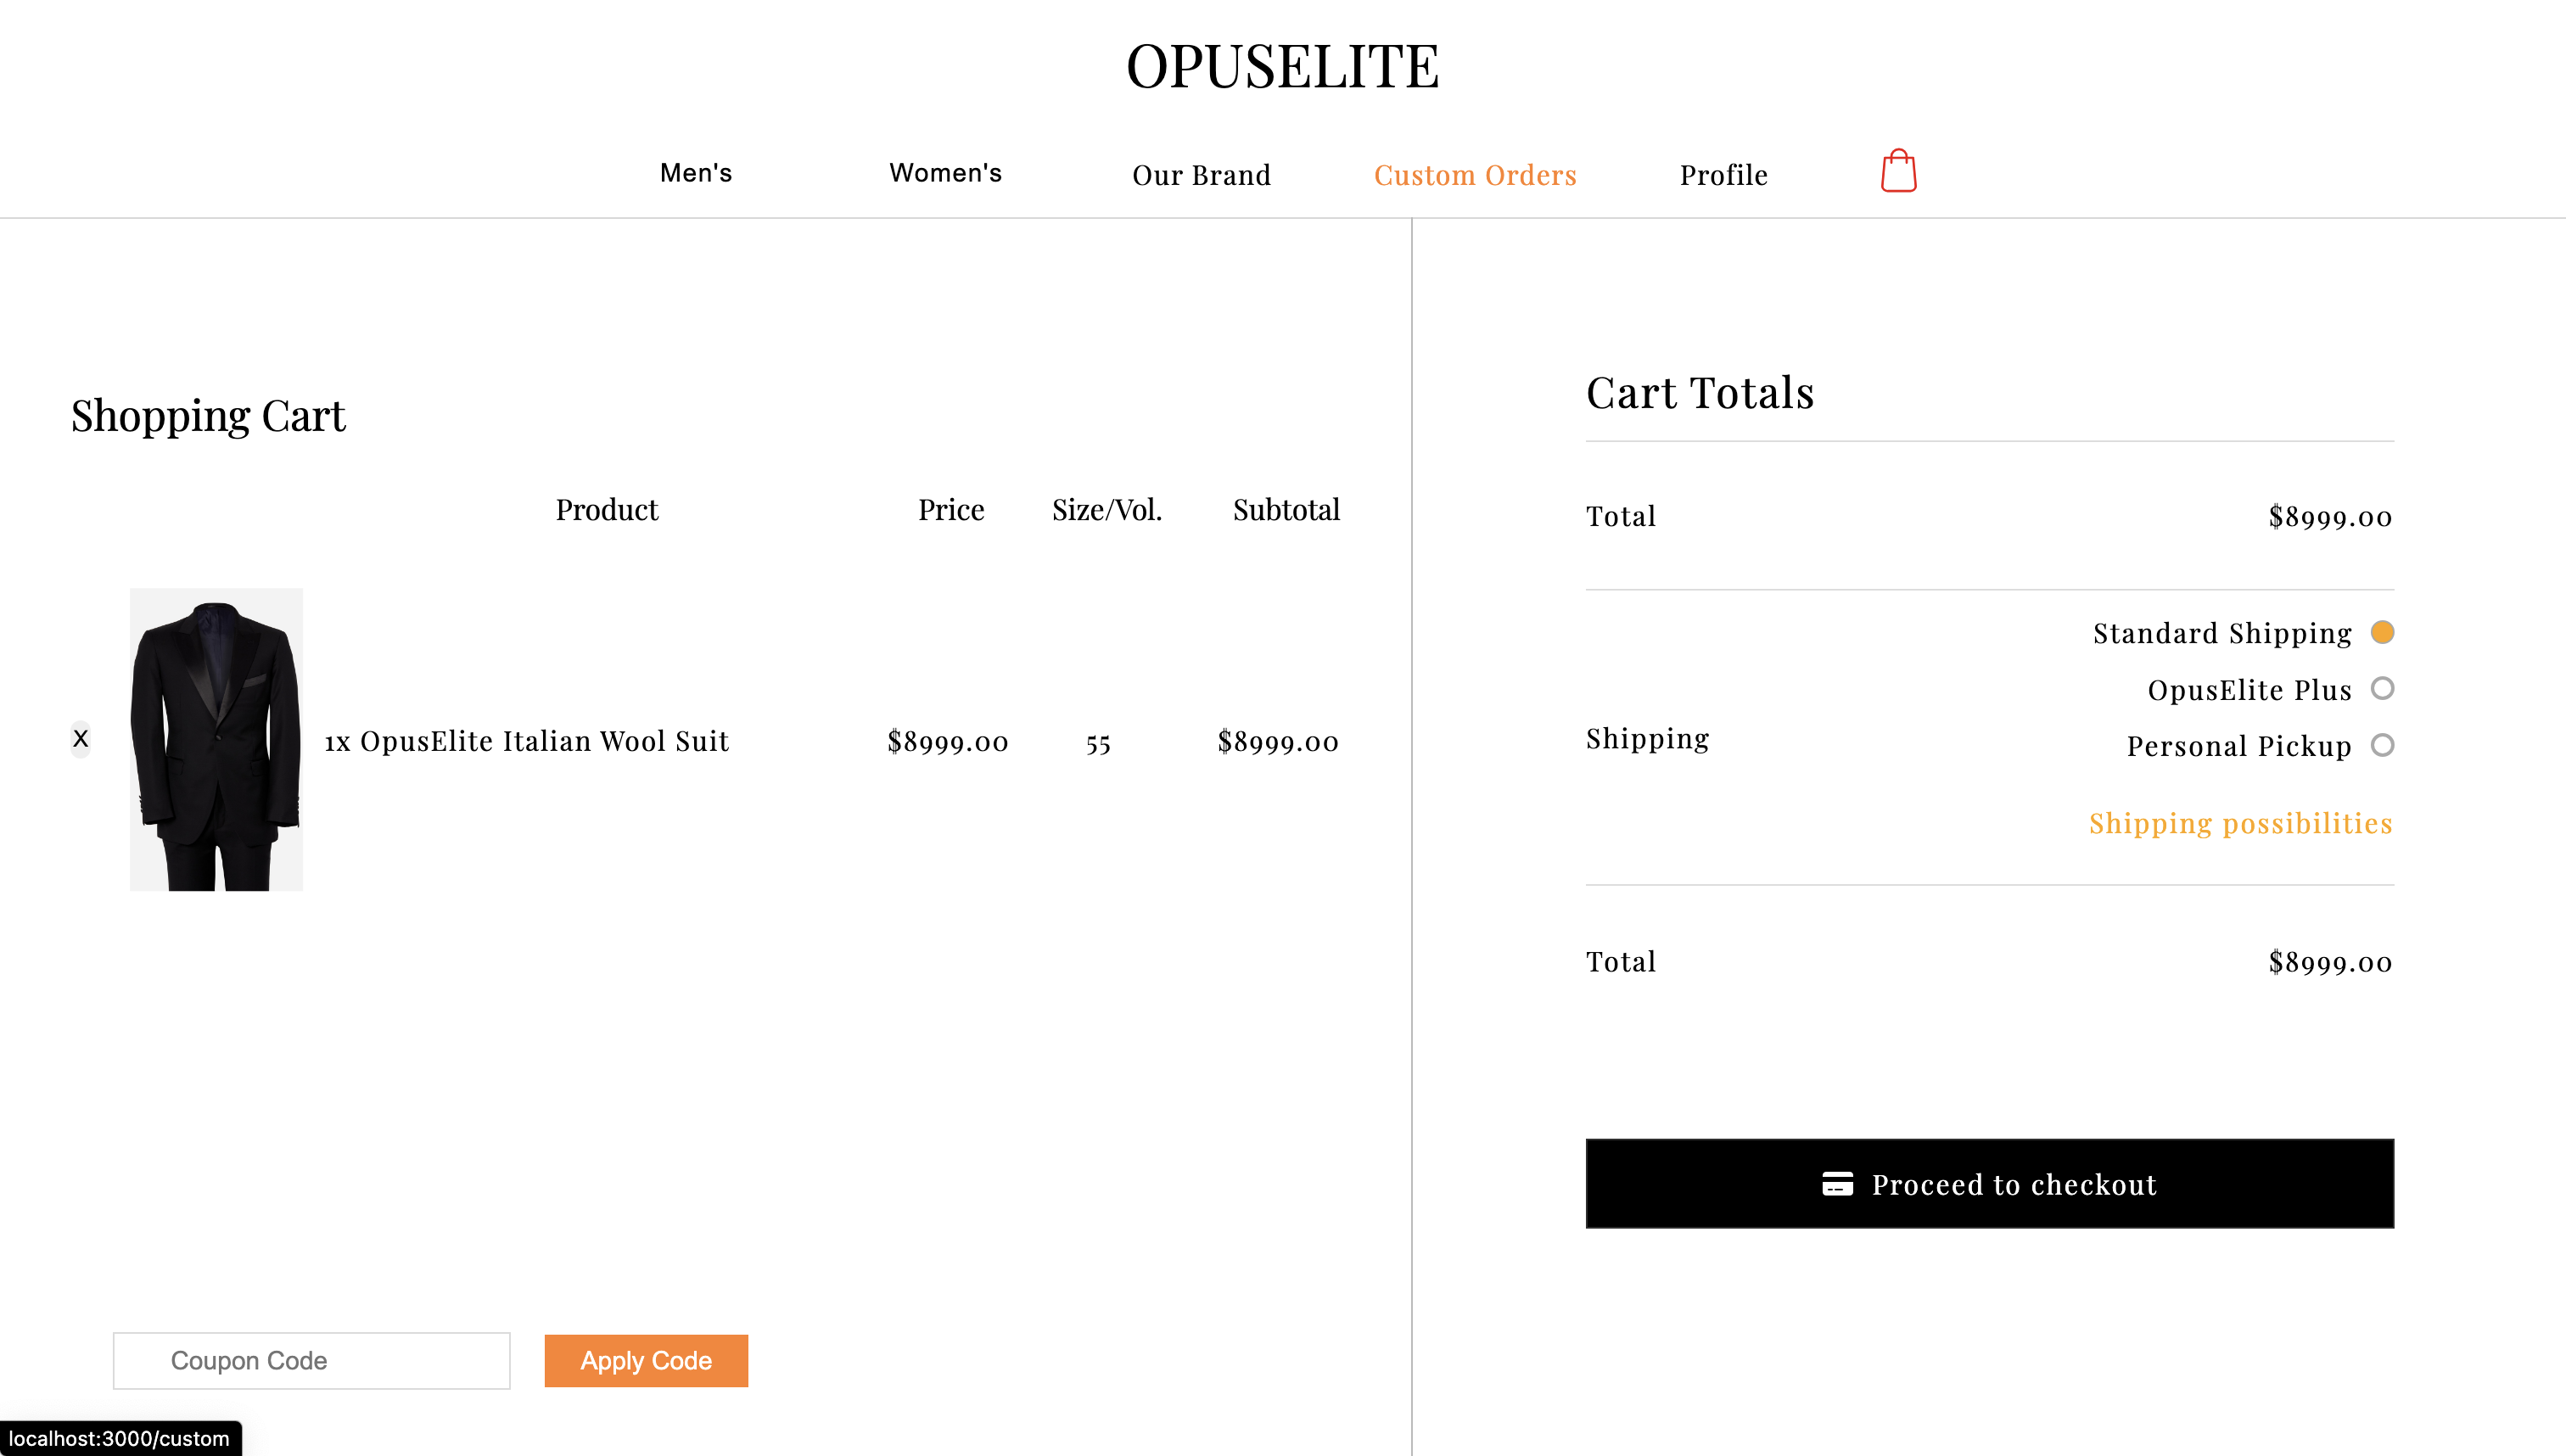 OPUSELITE
Men's Women's Our Brand Custom Orders Profile
Shopping Cart
Product Price Size/Vol. Subtotal
X 1x OpusElite Italian Wool Suit $8999.00 55 $8999.00
Coupon Code Apply Code
Cart Totals
Total $8999.00
Shipping
Standard Shipping
OpusElite Plus
Personal Pickup
Shipping possibilities
Total $8999.00
Proceed to checkout
localhost:3000/custom